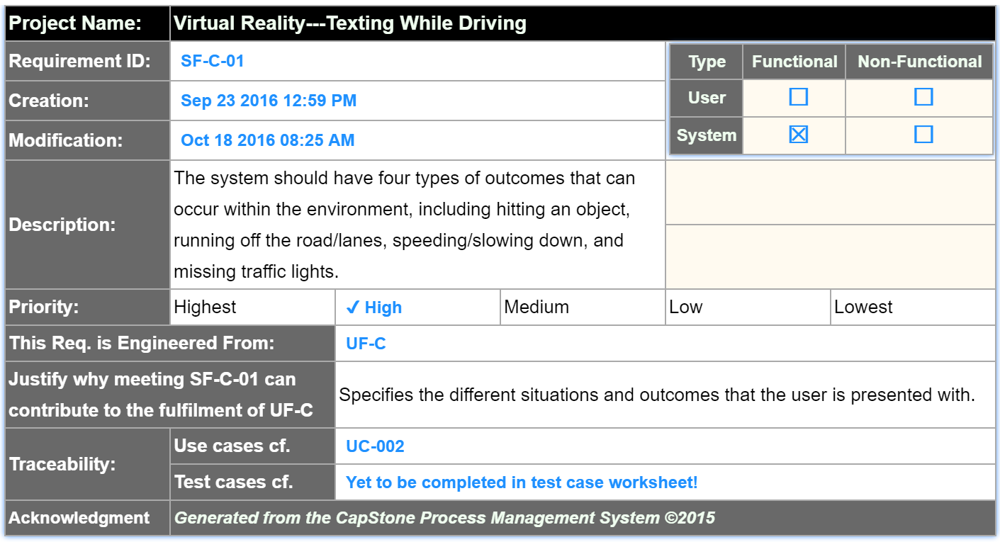 Project Name: Virtual Reality---Texting While Driving
Requirement ID: SF-C-01
Type Functional Non-Functional
Creation: Sep 23 2016 12:59 PM
User ☐ ☐
Modification: Oct 18 2016 08:25 AM
System ☒ ☐
Description:
The system should have four types of outcomes that can
occur within the environment, including hitting an object,
running off the road/lanes, speeding/slowing down, and
missing traffic lights.
Priority: Highest ✓ High Medium Low Lowest
This Req. is Engineered From: UF-C
Justify why meeting SF-C-01 can
contribute to the fulfilment of UF-C
Specifies the different situations and outcomes that the user is presented with.
Traceability:
Use cases cf. UC-002
Test cases cf. Yet to be completed in test case worksheet!
Acknowledgment Generated from the CapStone Process Management System ©2015